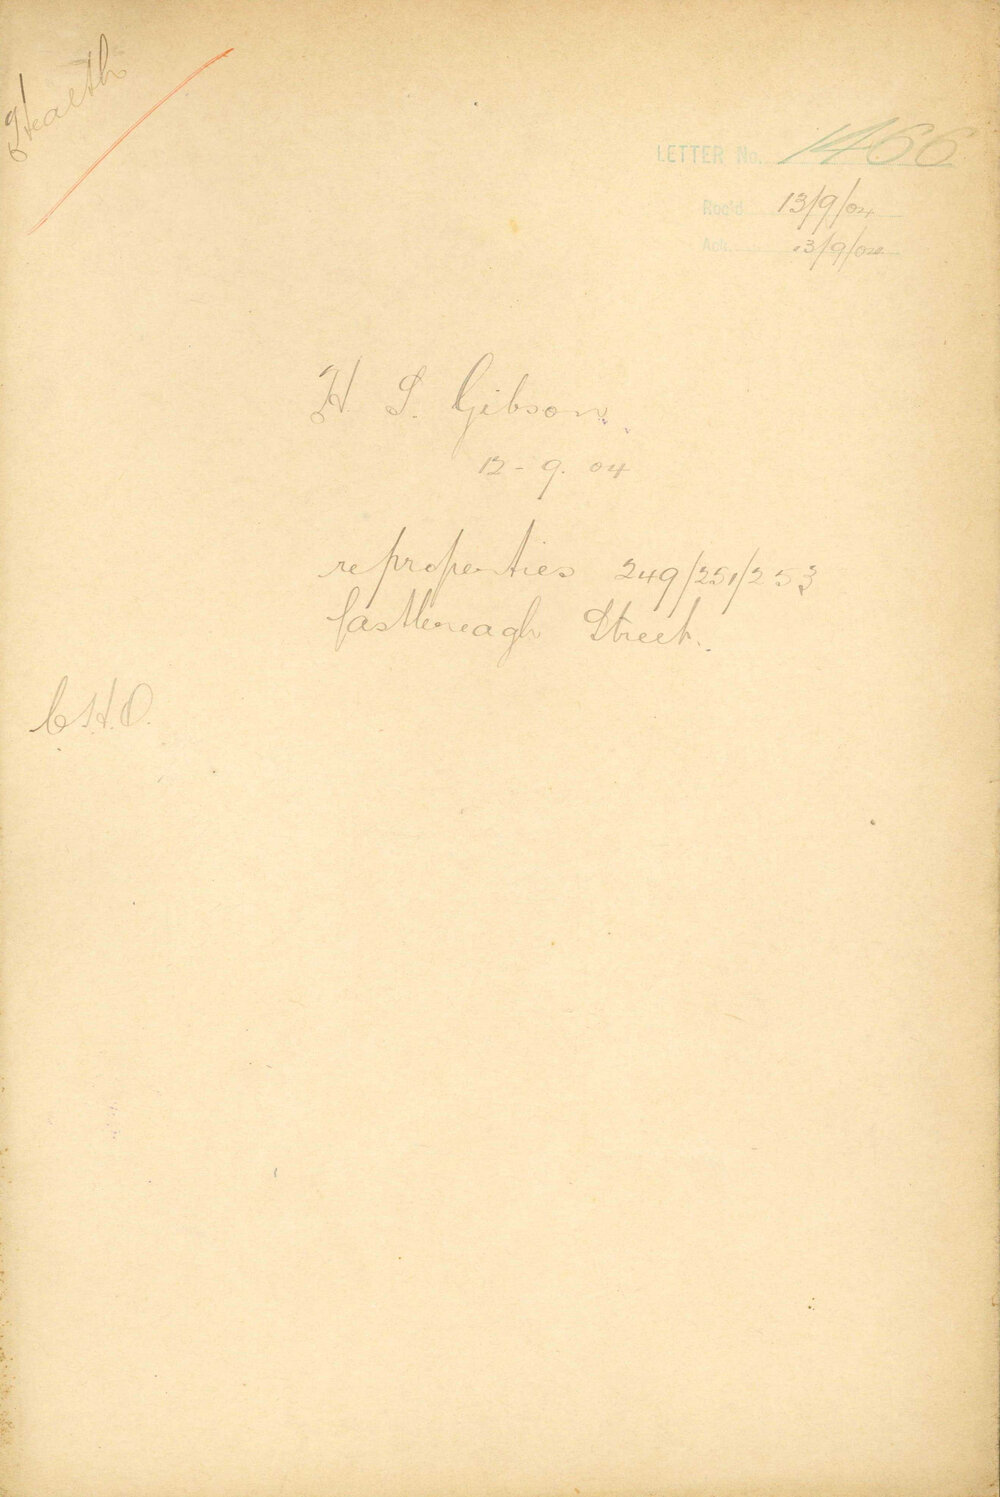 Health
LETTER No. 1466
Rec'd 13/9/04
Ack. 13/9/04
H. S. Gibson.
12-9.04
re properties 249/251/253
Castlereagh Street.
C.H.O.